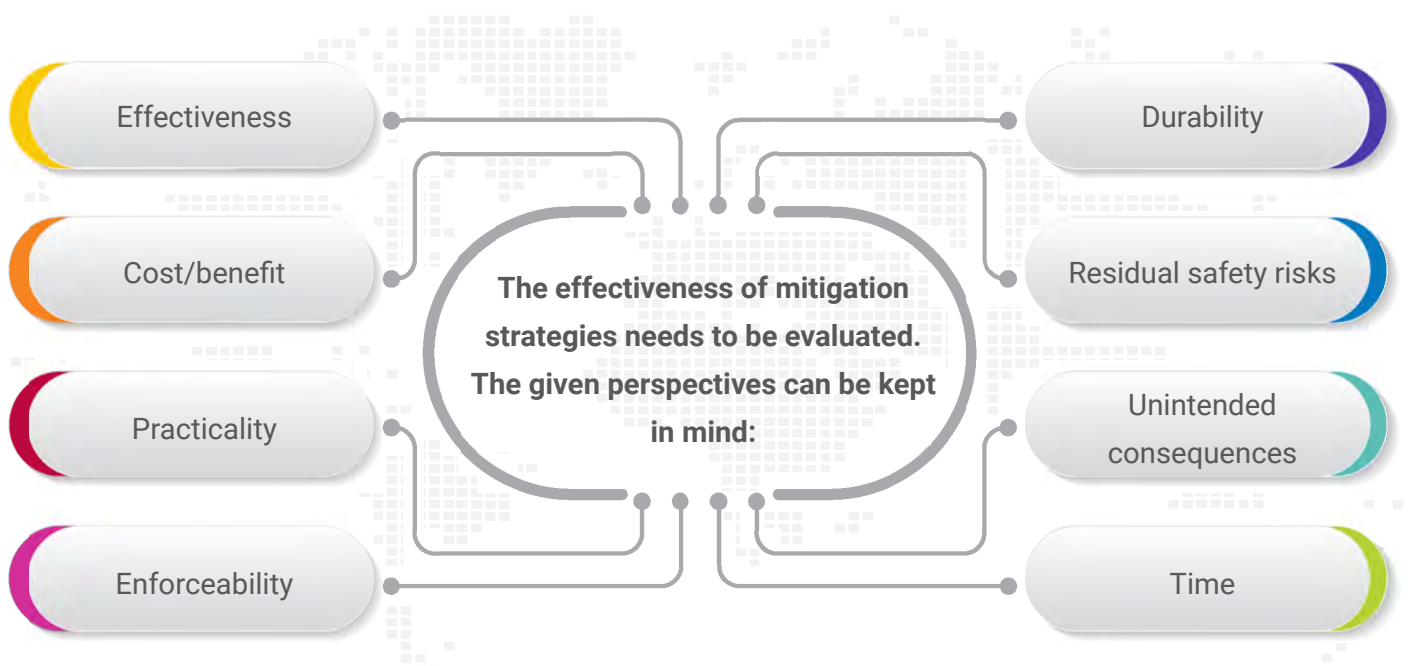 Effectiveness
Cost/benefit
Practicality
Enforceability
The effectiveness of mitigation
strategies needs to be evaluated.
The given perspectives can be kept
in mind:
Durability
Residual safety risks
Unintended
consequences
Time